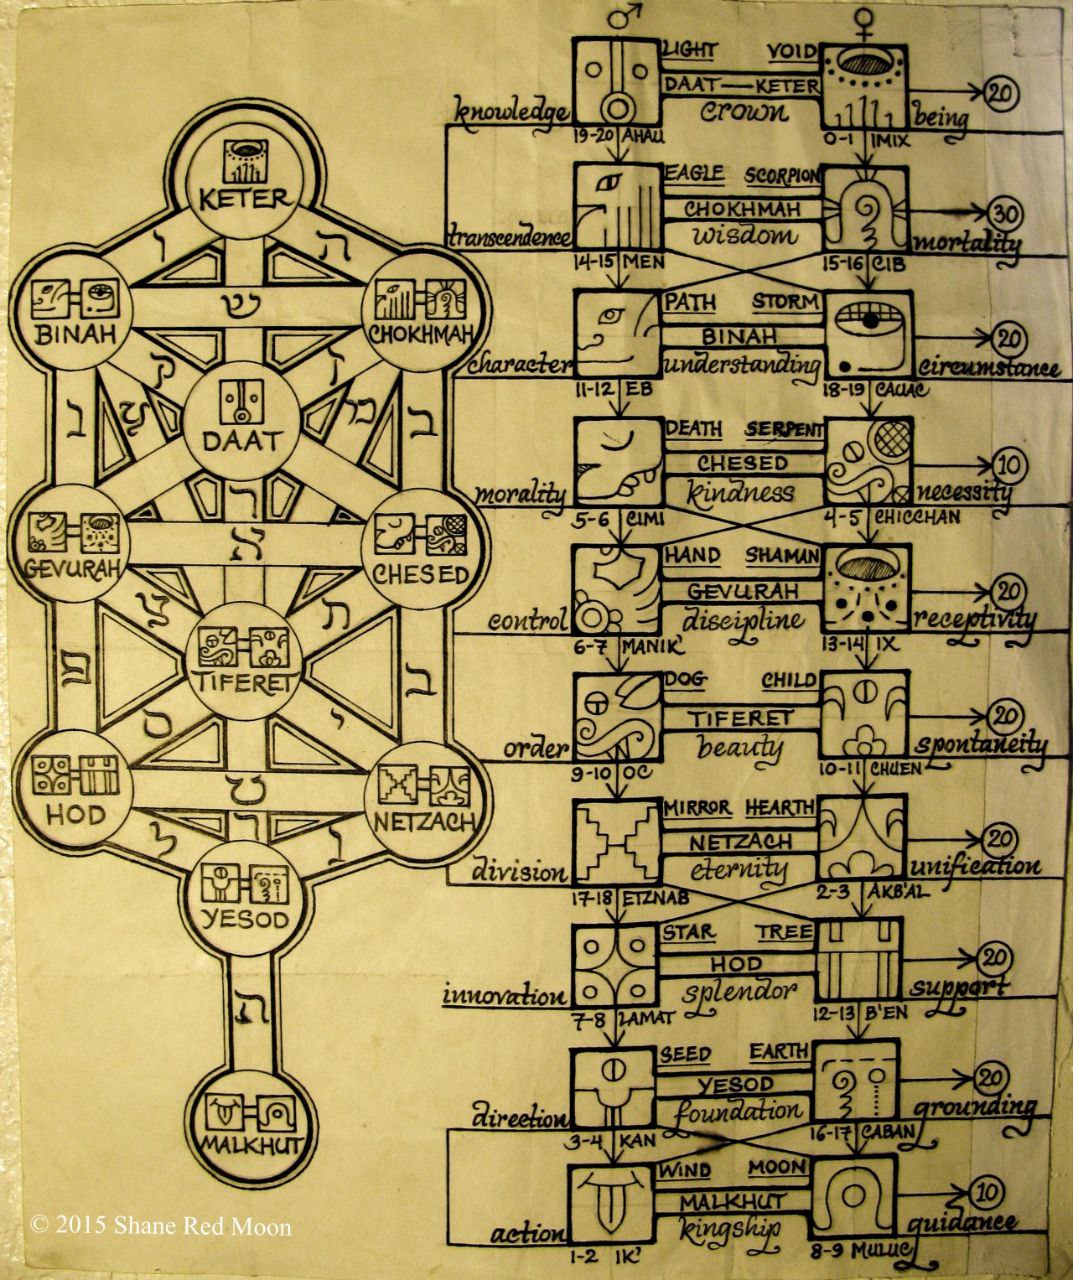 KETER
ו
ה
ש
BINAH
CHOKHMAH
ק
ז
ב
DAAT
ר
א
GEVURAH
CHESED
צ
TIFERET
י
HOD
NETZACH
ל
ר
YESOD
ת
MALKHUT
♂ ♀
LIGHT VOID
DAAT—KETER
crown
knowledge
being
20
19-20 AHAU
0-1 IMIX
EAGLE SCORPION
CHOKHMAH
wisdom
transcendence
mortality
30
14-15 MEN
15-16 CIB
PATH STORM
BINAH
understanding
character
circumstance
20
11-12 EB
18-19 CAUAC
DEATH SERPENT
CHESED
kindness
morality
necessity
10
5-6 CIMI
4-5 CHICCHAN
HAND SHAMAN
GEVURAH
discipline
control
receptivity
20
6-7 MANIK'
13-14 IX
DOG CHILD
TIFERET
beauty
order
spontaneity
20
9-10 OC
10-11 CHUEN
MIRROR HEARTH
NETZACH
eternity
division
unification
20
17-18 ETZNAB
2-3 AKB'AL
STAR TREE
HOD
splendor
innovation
support
20
7-8 LAMAT
12-13 B'EN
SEED EARTH
YESOD
foundation
direction
grounding
20
3-4 KAN
16-17 CABAN
WIND MOON
MALKHUT
kingship
action
guidance
10
1-2 IK'
8-9 MULUC
© 2015 Shane Red Moon